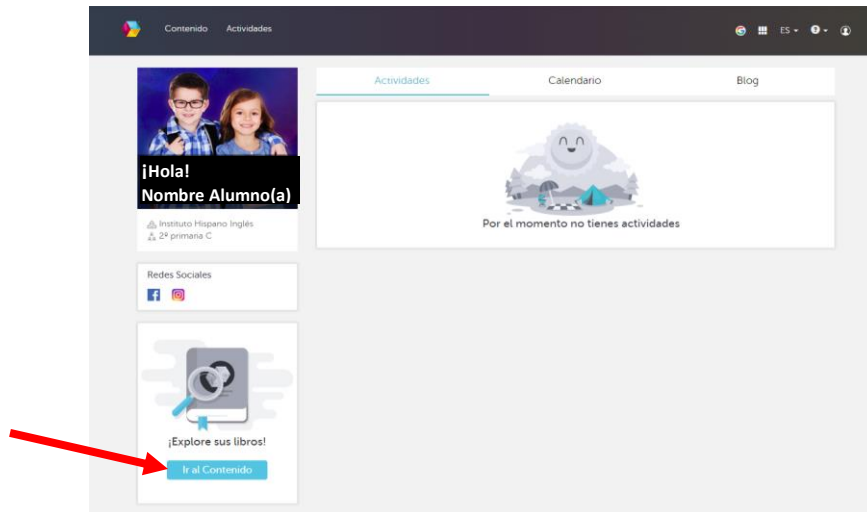 Contenido Actividades ES
¡Hola!
Nombre Alumno(a)
Instituto Hispano Inglés
2º primaria C
Actividades Calendario Blog
Por el momento no tienes actividades
Redes Sociales
¡Explore sus libros!
Ir al Contenido